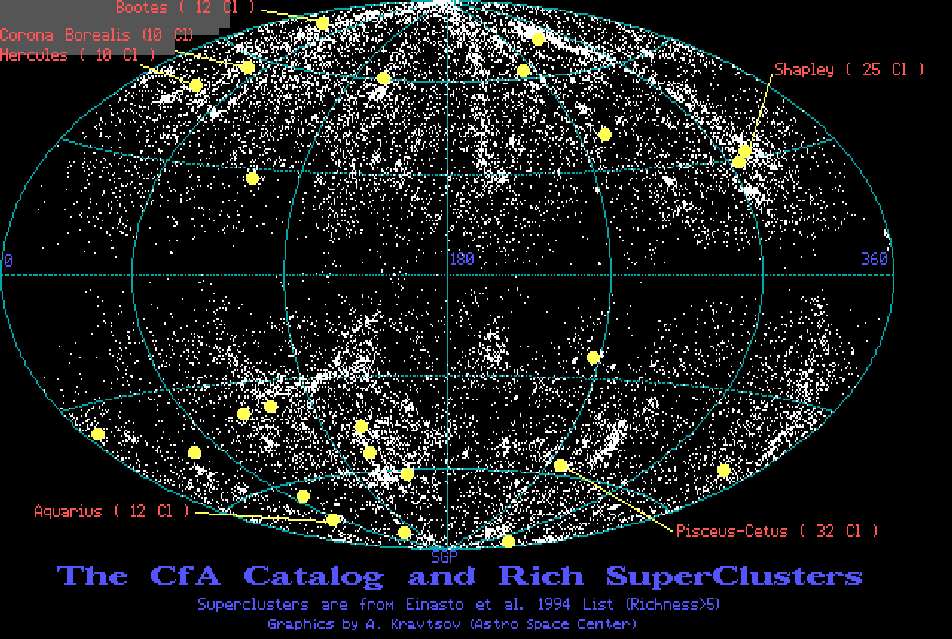 Bootes ( 12 Cl )
Corona Borealis (10 Cl)
Hercules ( 10 Cl )
Shapley ( 25 Cl )
0
180
360
Aquarius ( 12 Cl )
Pisceus-Cetus ( 32 Cl )
SGP
The CfA Catalog and Rich SuperClusters
Superclusters are from Einasto et al. 1994 List (Richness>5)
Graphics by A. Kravtsov (Astro Space Center)